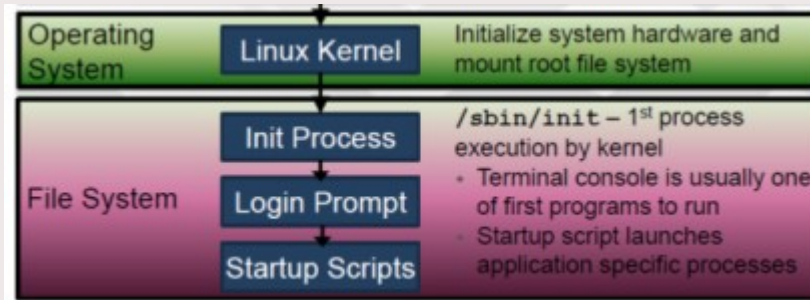 Operating
System
Linux Kernel
Initialize system hardware and
mount root file system
File System
Init Process
Login Prompt
Startup Scripts
/sbin/init – 1st process
execution by kernel
• Terminal console is usually one
of first programs to run
• Startup script launches
application specific processes